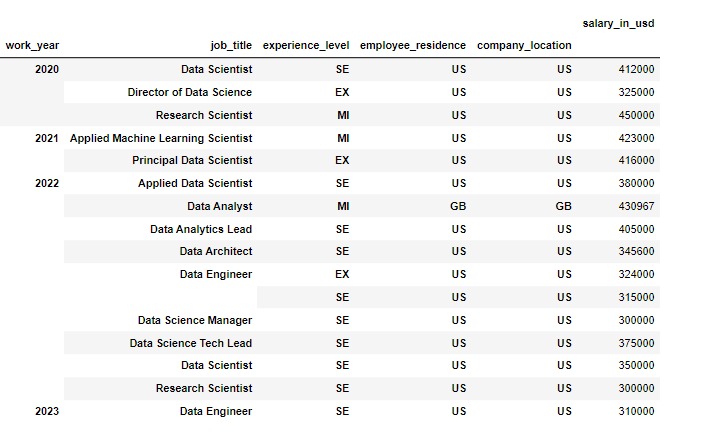 salary_in_usd
work_year job_title experience_level employee_residence company_location
2020 Data Scientist SE US US 412000
Director of Data Science EX US US 325000
Research Scientist MI US US 450000
2021 Applied Machine Learning Scientist MI US US 423000
Principal Data Scientist EX US US 416000
2022 Applied Data Scientist SE US US 380000
Data Analyst MI GB GB 430967
Data Analytics Lead SE US US 405000
Data Architect SE US US 345600
Data Engineer EX US US 324000
SE US US 315000
Data Science Manager SE US US 300000
Data Science Tech Lead SE US US 375000
Data Scientist SE US US 350000
Research Scientist SE US US 300000
2023 Data Engineer SE US US 310000